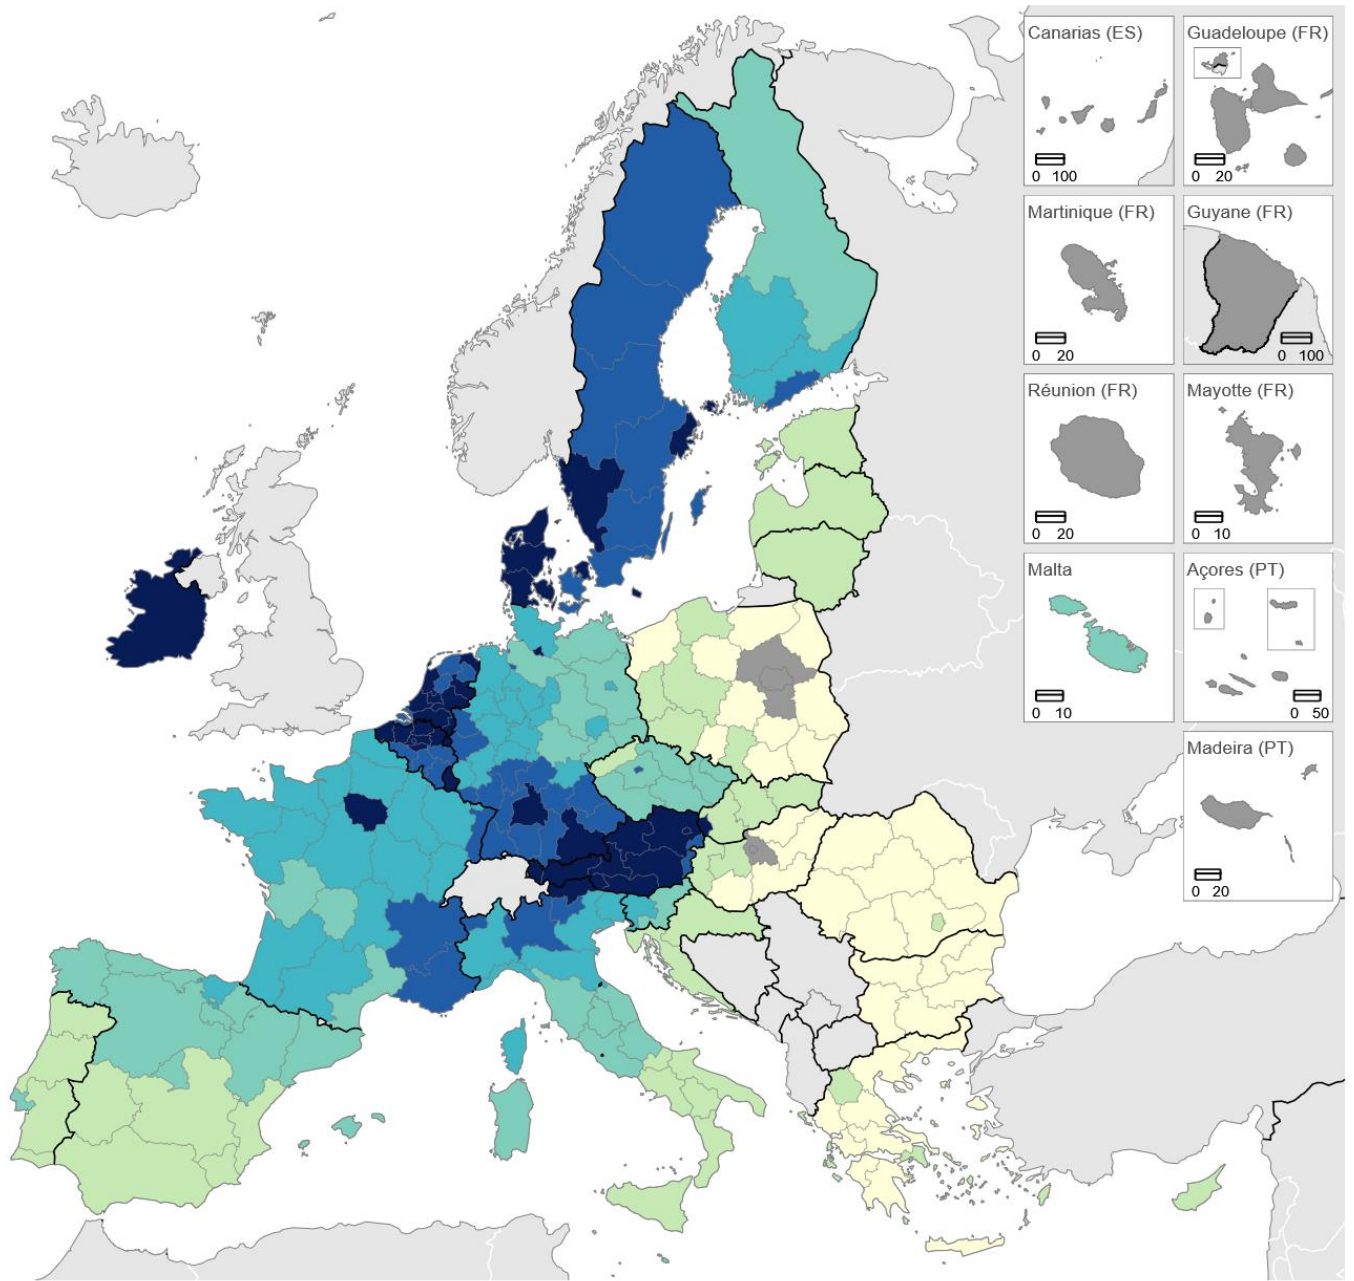 Canarias (ES)
0 100
Guadeloupe (FR)
0 20
Martinique (FR)
0 20
Guyane (FR)
0 100
Réunion (FR)
0 20
Mayotte (FR)
0 10
Malta
0 10
Açores (PT)
0 50
Madeira (PT)
0 20